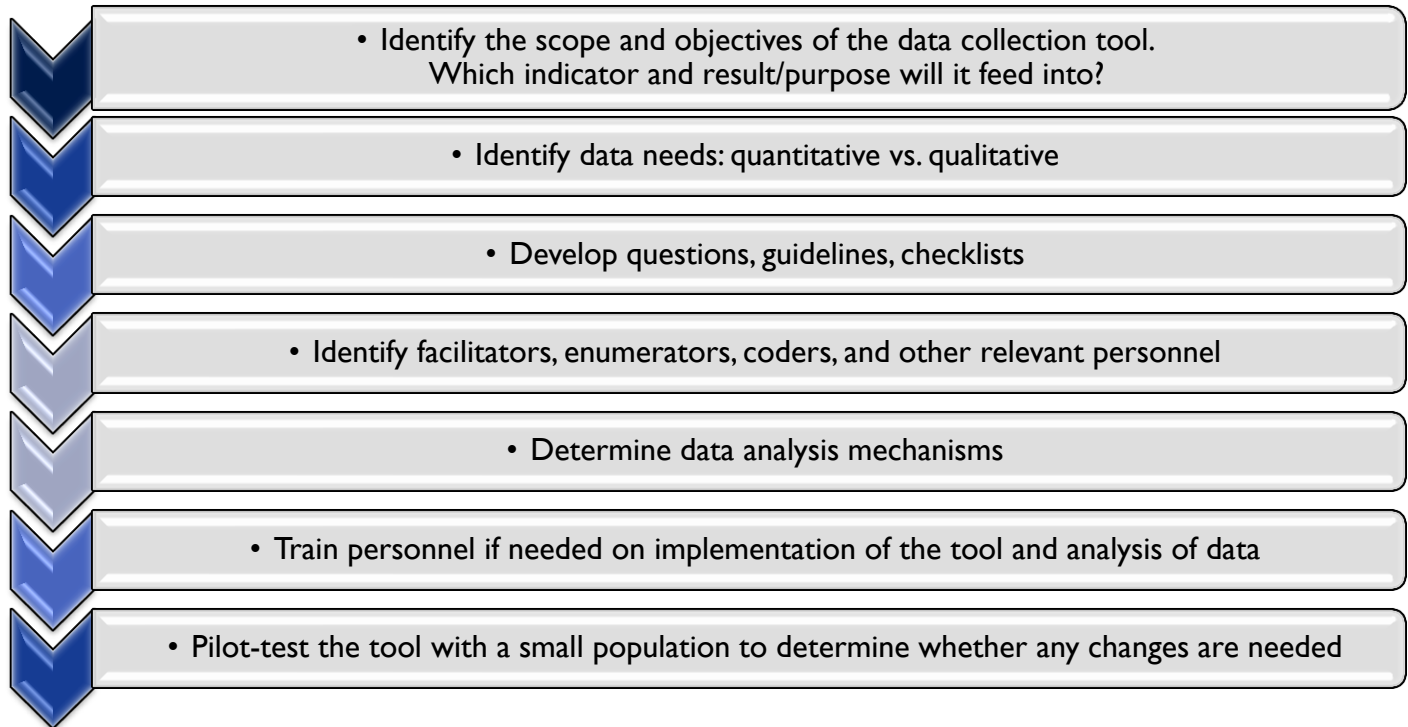 • Identify the scope and objectives of the data collection tool.
Which indicator and result/purpose will it feed into?
• Identify data needs: quantitative vs. qualitative
• Develop questions, guidelines, checklists
• Identify facilitators, enumerators, coders, and other relevant personnel
• Determine data analysis mechanisms
• Train personnel if needed on implementation of the tool and analysis of data
• Pilot-test the tool with a small population to determine whether any changes are needed